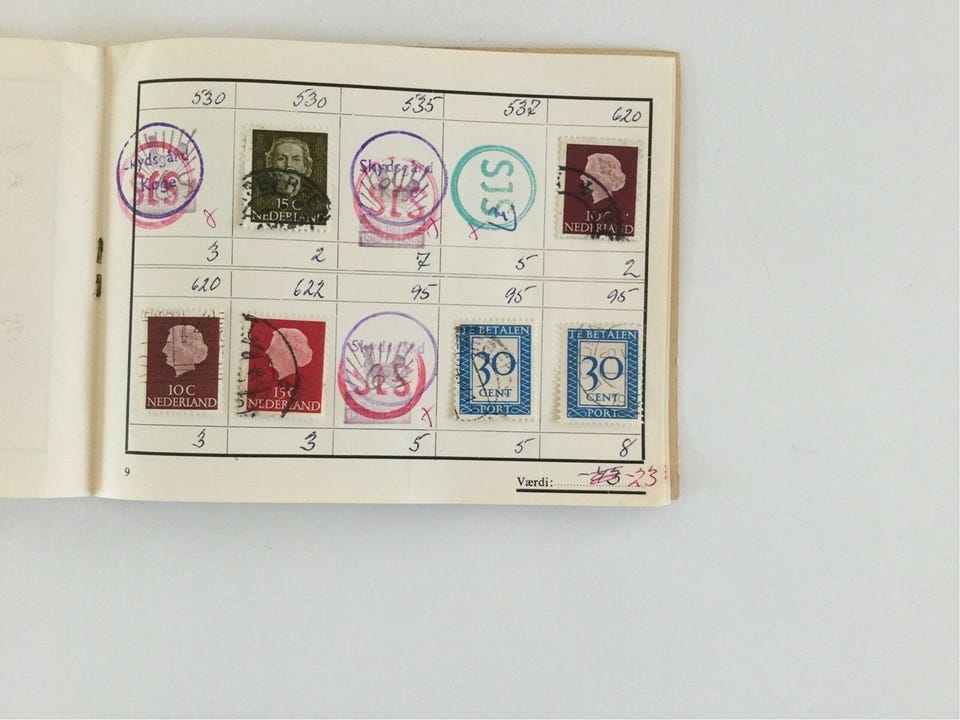 530 530 535 537 620
Skydsgård
Køge
SJS
15 C
NEDERLAND
Skydsgård
Køge
SJS
SJS
10 C
NEDERLAND
3 2 7 5 2
620 622 95 95 95
10 C
NEDERLAND
15 C
NEDERLAND
SJS
TE BETALEN
30
CENT
PORT
TE BETALEN
30
CENT
PORT
3 3 5 5 8
9
Værdi: -23